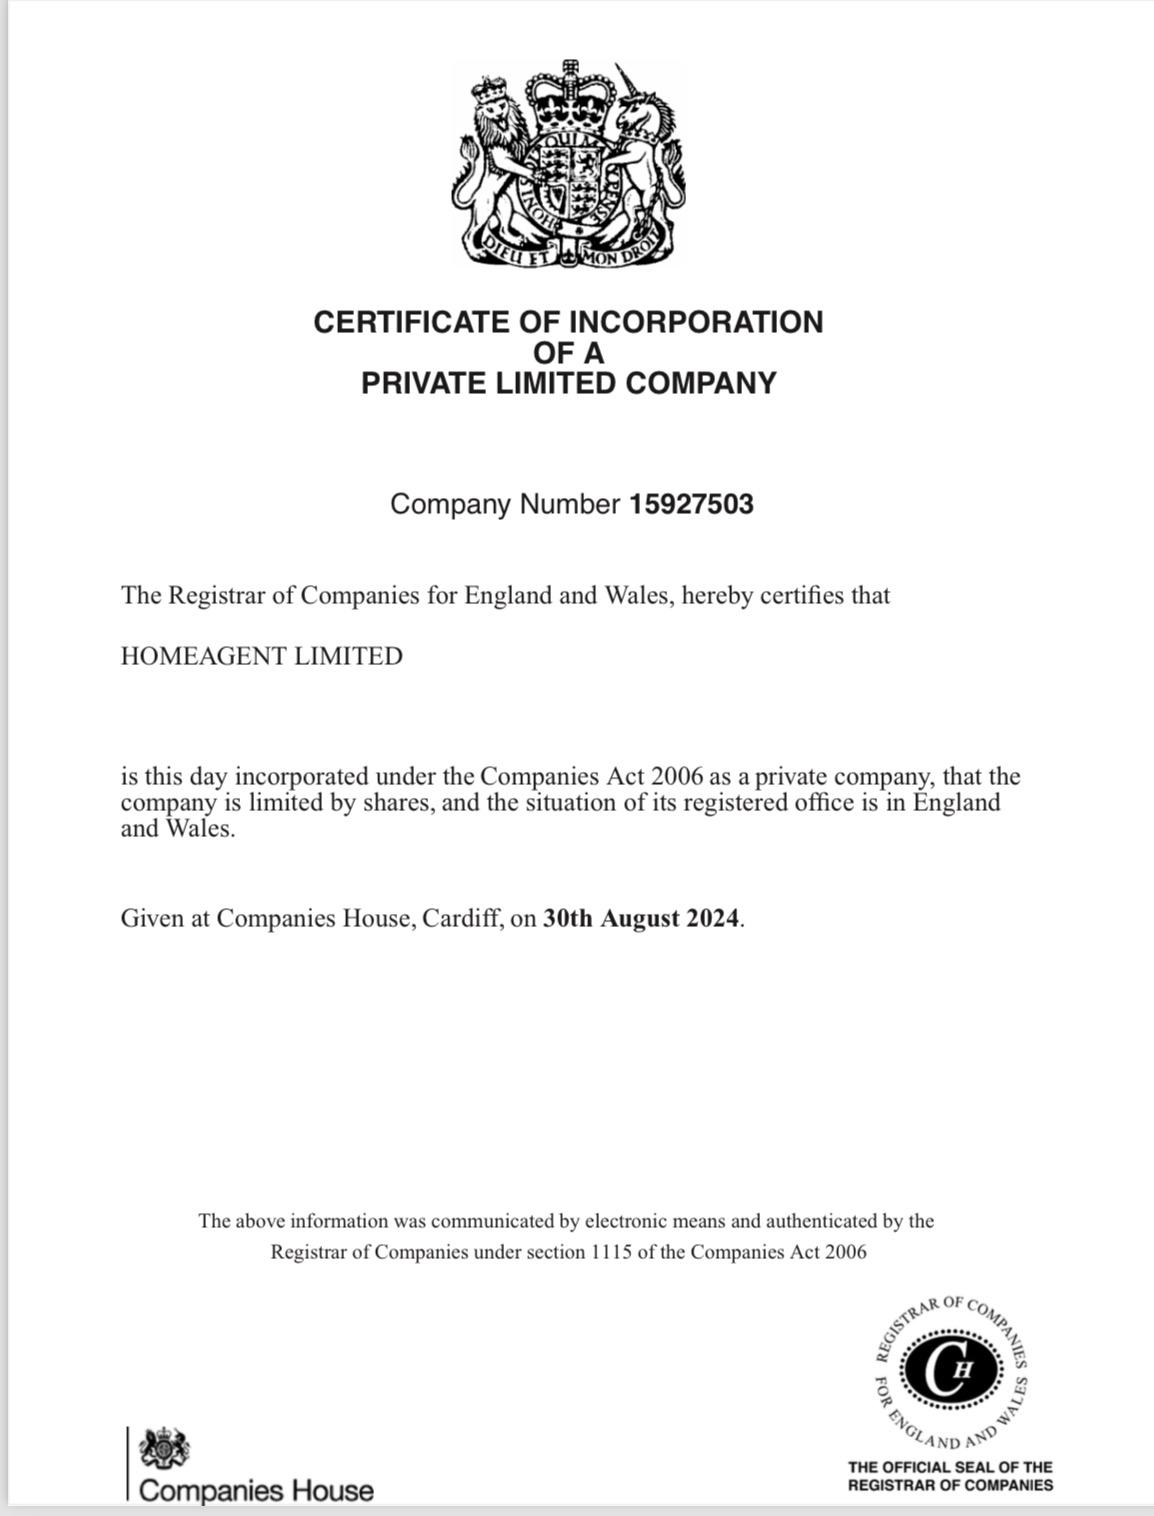 QUI M
PENSE
HONI S
DIEU ET MON DROIT
CERTIFICATE OF INCORPORATION
OF A
PRIVATE LIMITED COMPANY
Company Number 15927503
The Registrar of Companies for England and Wales, hereby certifies that
HOMEAGENT LIMITED
is this day incorporated under the Companies Act 2006 as a private company, that the
company is limited by shares, and the situation of its registered office is in England
and Wales.
Given at Companies House, Cardiff, on 30th August 2024.
The above information was communicated by electronic means and authenticated by the
Registrar of Companies under section 1115 of the Companies Act 2006
REGISTRAR OF COMPANIES
CH
FOR ENGLAND AND WALES
Companies House
THE OFFICIAL SEAL OF THE
REGISTRAR OF COMPANIES